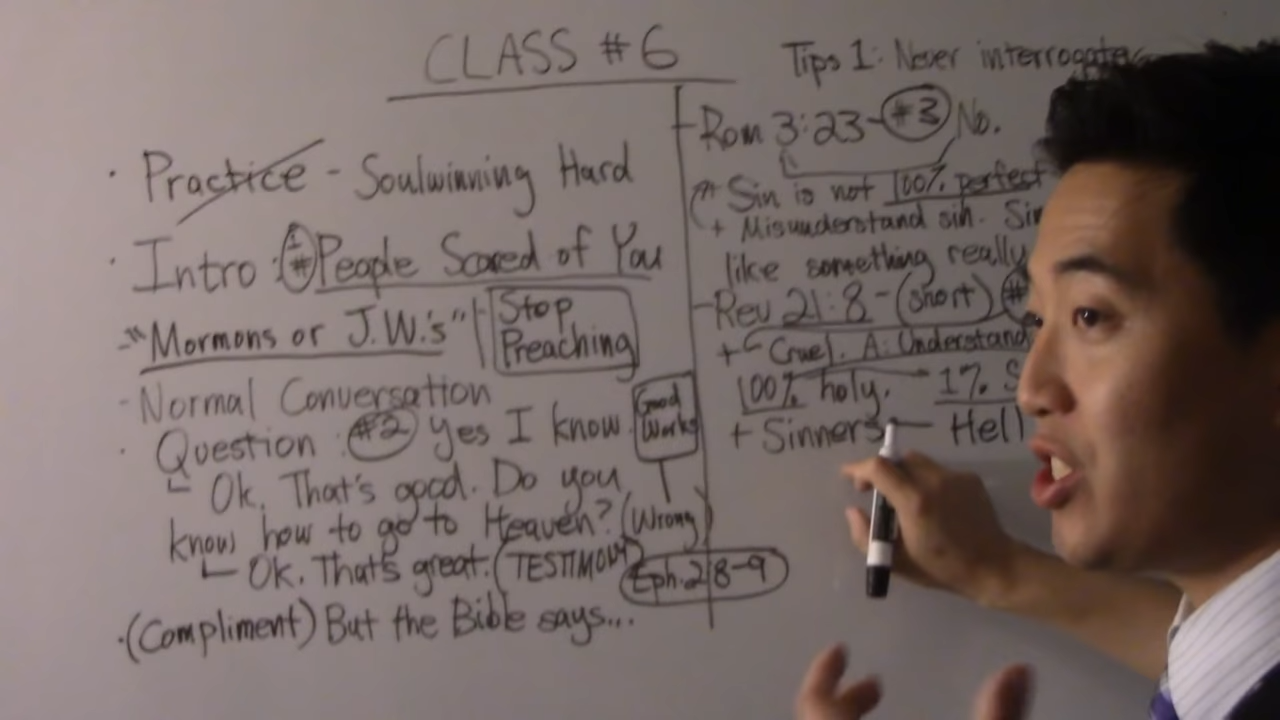 CLASS #6
· Practice - Soulwinning Hard
· Intro : #1 People Scared of You
- "Mormons or J.W.'s" Stop Preaching
- Normal Conversation
· Question : #2 Yes I know. Good Works
Ok. That's good. Do you
know how to go to Heaven? (Wrong)
Ok. That's great. (TESTIMONY) Eph. 2 8-9
· (Compliment) But the Bible says...
Tips 1: Never interrogate
- Rom 3:23 - #3 No.
Sin is not 100% perfect
+ Misunderstand sin.
like something really
- Rev 21:8 - (short) #
+ Cruel. A: Understand
100% holy. 1%
+ Sinners - Hell